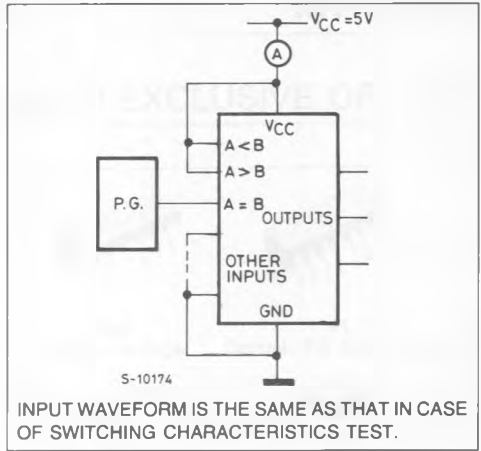 VCC=5V
A
VCC
A<B
A>B
P.G.
A=B
OUTPUTS
OTHER
INPUTS
GND
S-10174
INPUT WAVEFORM IS THE SAME AS THAT IN CASE
OF SWITCHING CHARACTERISTICS TEST.